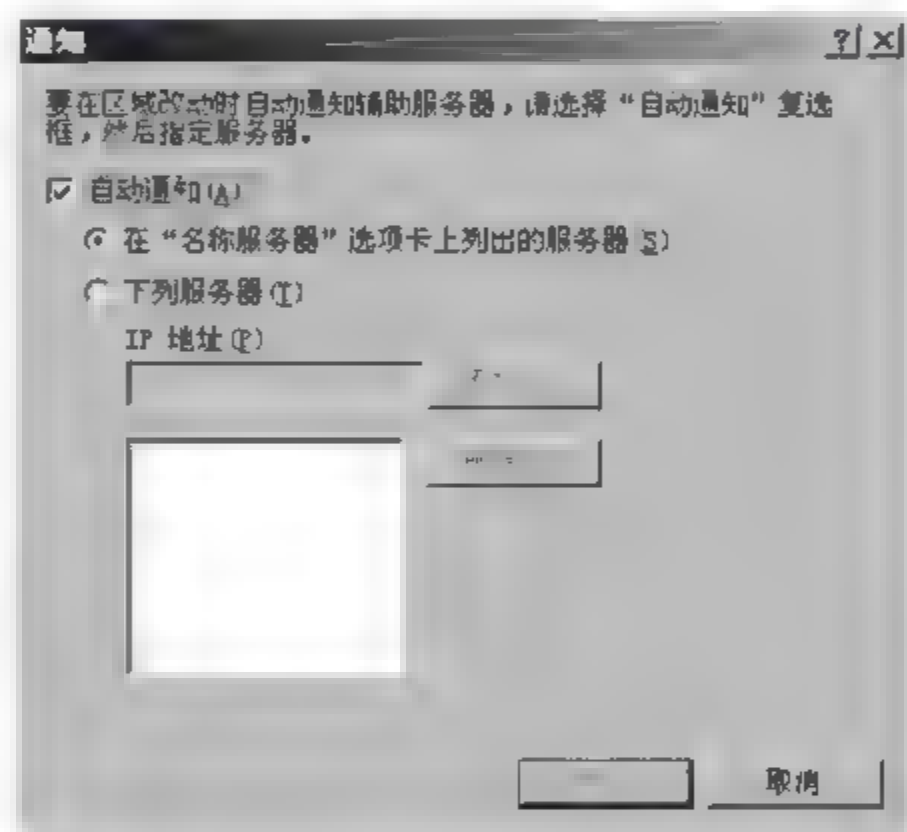 通知
要在区域改动时自动通知辅助服务器，请选择“自动通知”复选
框，然后指定服务器。
自动通知(A)
在“名称服务器”选项卡上列出的服务器(S)
下列服务器(T)
IP 地址(P)
取消